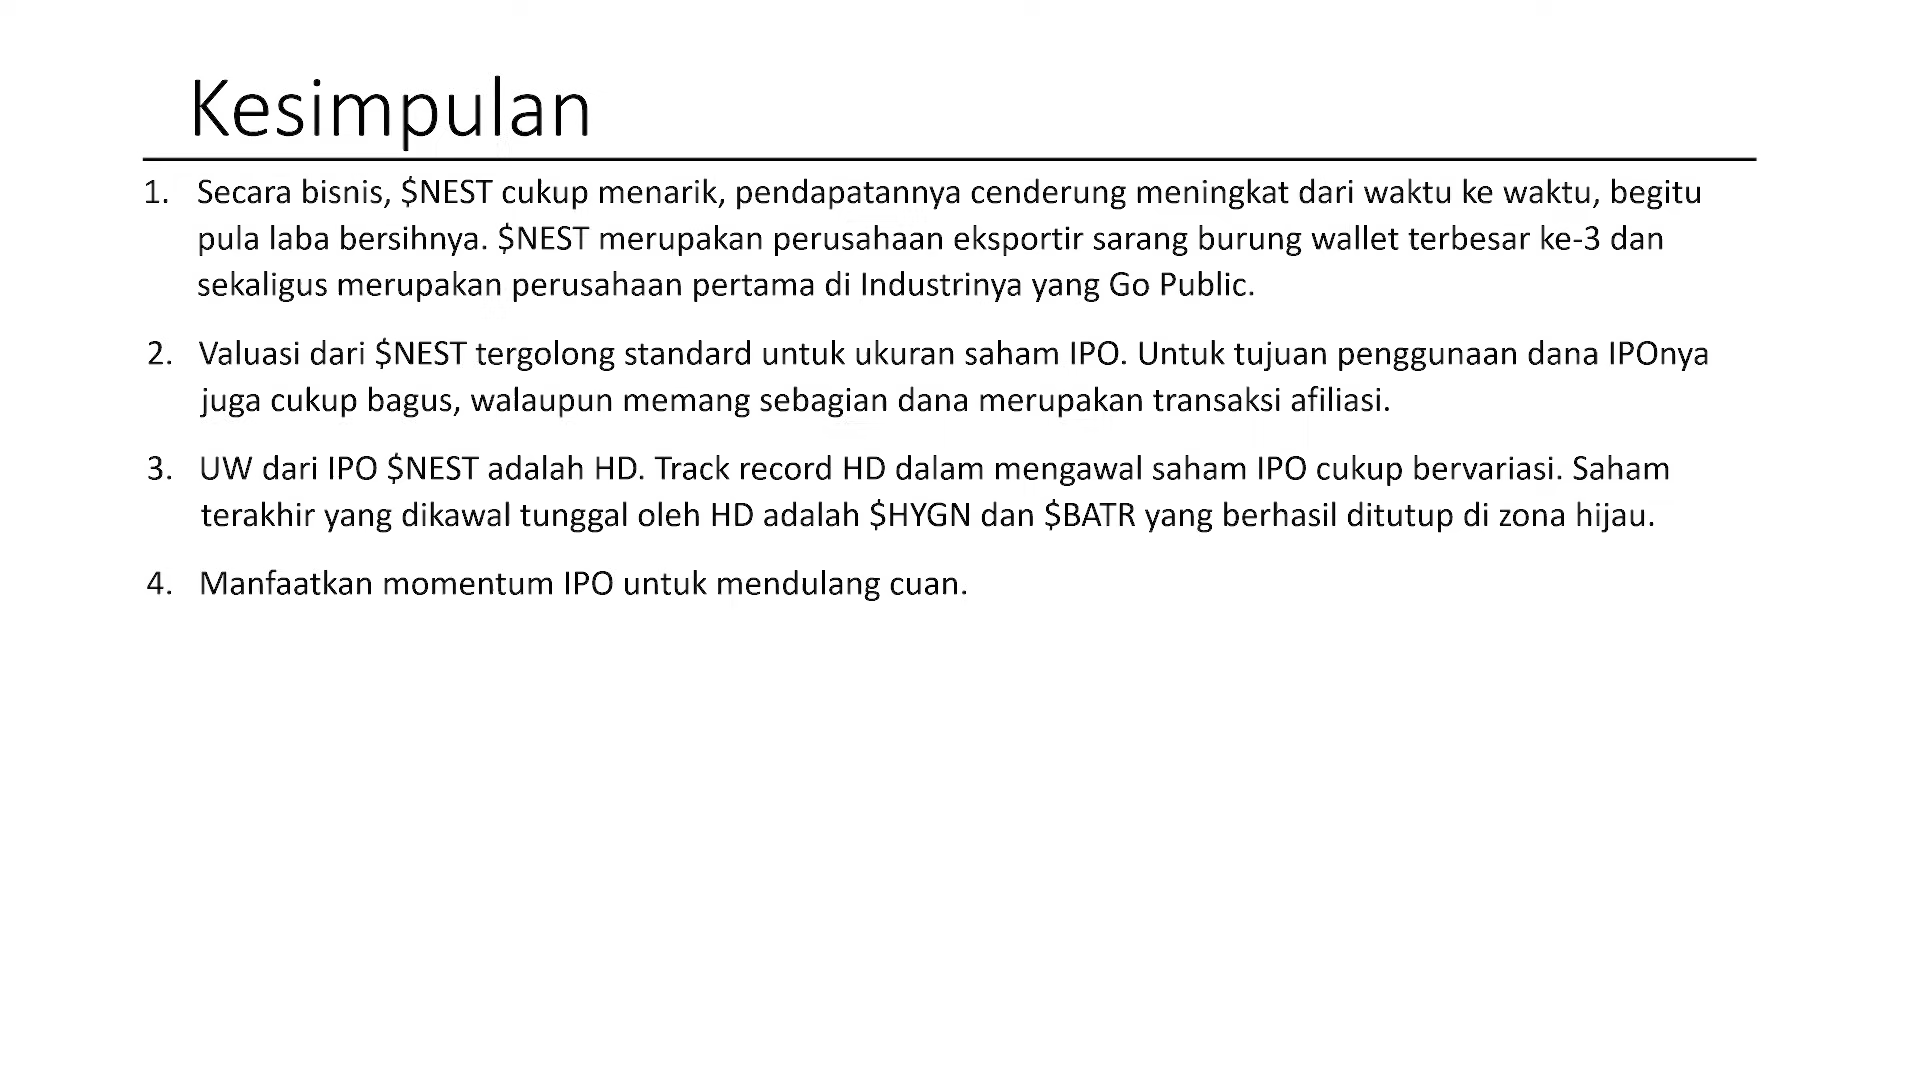 Kesimpulan
1. Secara bisnis, $NEST cukup menarik, pendapatannya cenderung meningkat dari waktu ke waktu, begitu
pula laba bersihnya. $NEST merupakan perusahaan eksportir sarang burung wallet terbesar ke-3 dan
sekaligus merupakan perusahaan pertama di Industrinya yang Go Public.
2. Valuasi dari $NEST tergolong standard untuk ukuran saham IPO. Untuk tujuan penggunaan dana IPOnya
juga cukup bagus, walaupun memang sebagian dana merupakan transaksi afiliasi.
3. UW dari IPO $NEST adalah HD. Track record HD dalam mengawal saham IPO cukup bervariasi. Saham
terakhir yang dikawal tunggal oleh HD adalah $HYGN dan $BATR yang berhasil ditutup di zona hijau.
4. Manfaatkan momentum IPO untuk mendulang cuan.